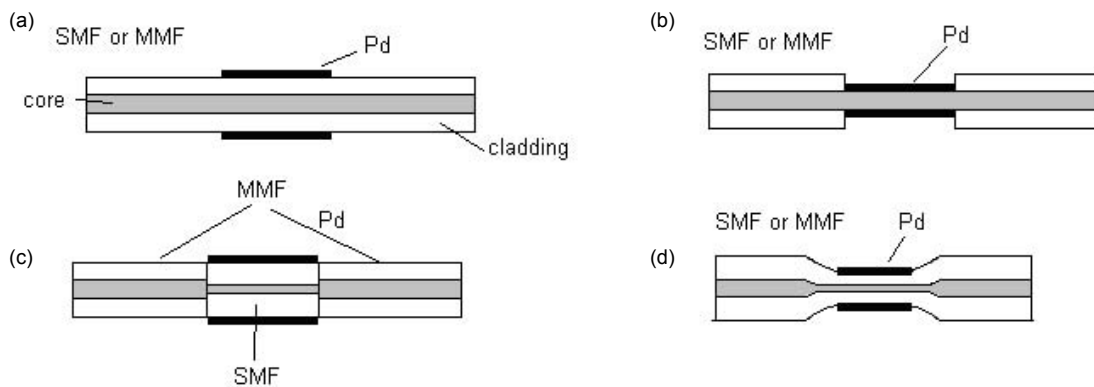 (a)
SMF or MMF
Pd
core
cladding
(b)
SMF or MMF
Pd
MMF
Pd
(c)
SMF
SMF or MMF
Pd
(d)